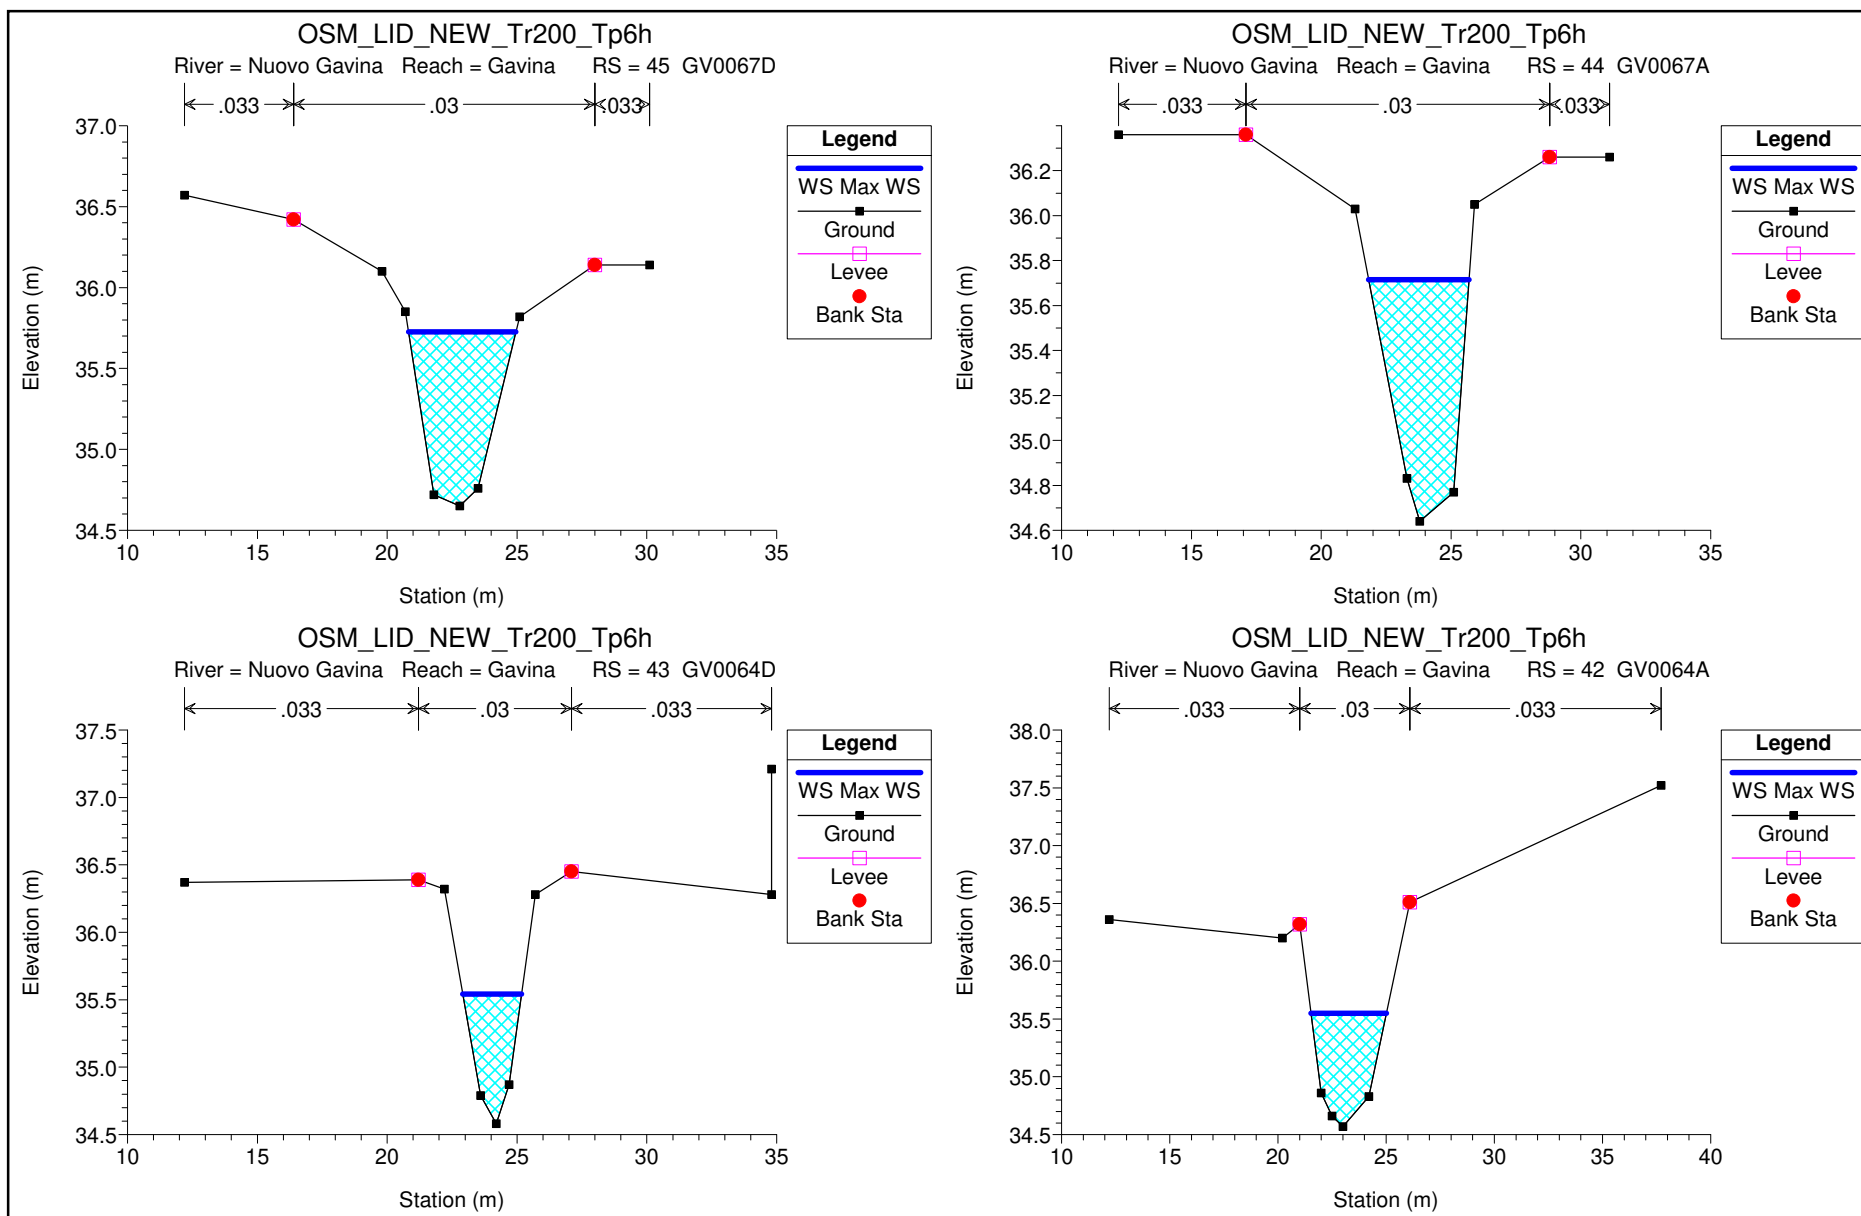 OSM_LID_NEW_Tr200_Tp6h
River = Nuovo Gavina Reach = Gavina RS = 45 GV0067D
.033 .03 .033
37.0
36.5
36.0
35.5
35.0
34.5
10 15 20 25 30 35
Elevation (m)
Station (m)
Legend
WS Max WS
Ground
Levee
Bank Sta
OSM_LID_NEW_Tr200_Tp6h
River = Nuovo Gavina Reach = Gavina RS = 44 GV0067A
.033 .03 .033
36.2
36.0
35.8
35.6
35.4
35.2
35.0
34.8
34.6
10 15 20 25 30 35
Elevation (m)
Station (m)
Legend
WS Max WS
Ground
Levee
Bank Sta
OSM_LID_NEW_Tr200_Tp6h
River = Nuovo Gavina Reach = Gavina RS = 43 GV0064D
.033 .03 .033
37.5
37.0
36.5
36.0
35.5
35.0
34.5
10 15 20 25 30 35
Elevation (m)
Station (m)
Legend
WS Max WS
Ground
Levee
Bank Sta
OSM_LID_NEW_Tr200_Tp6h
River = Nuovo Gavina Reach = Gavina RS = 42 GV0064A
.033 .03 .033
38.0
37.5
37.0
36.5
36.0
35.5
35.0
34.5
10 15 20 25 30 35 40
Elevation (m)
Station (m)
Legend
WS Max WS
Ground
Levee
Bank Sta